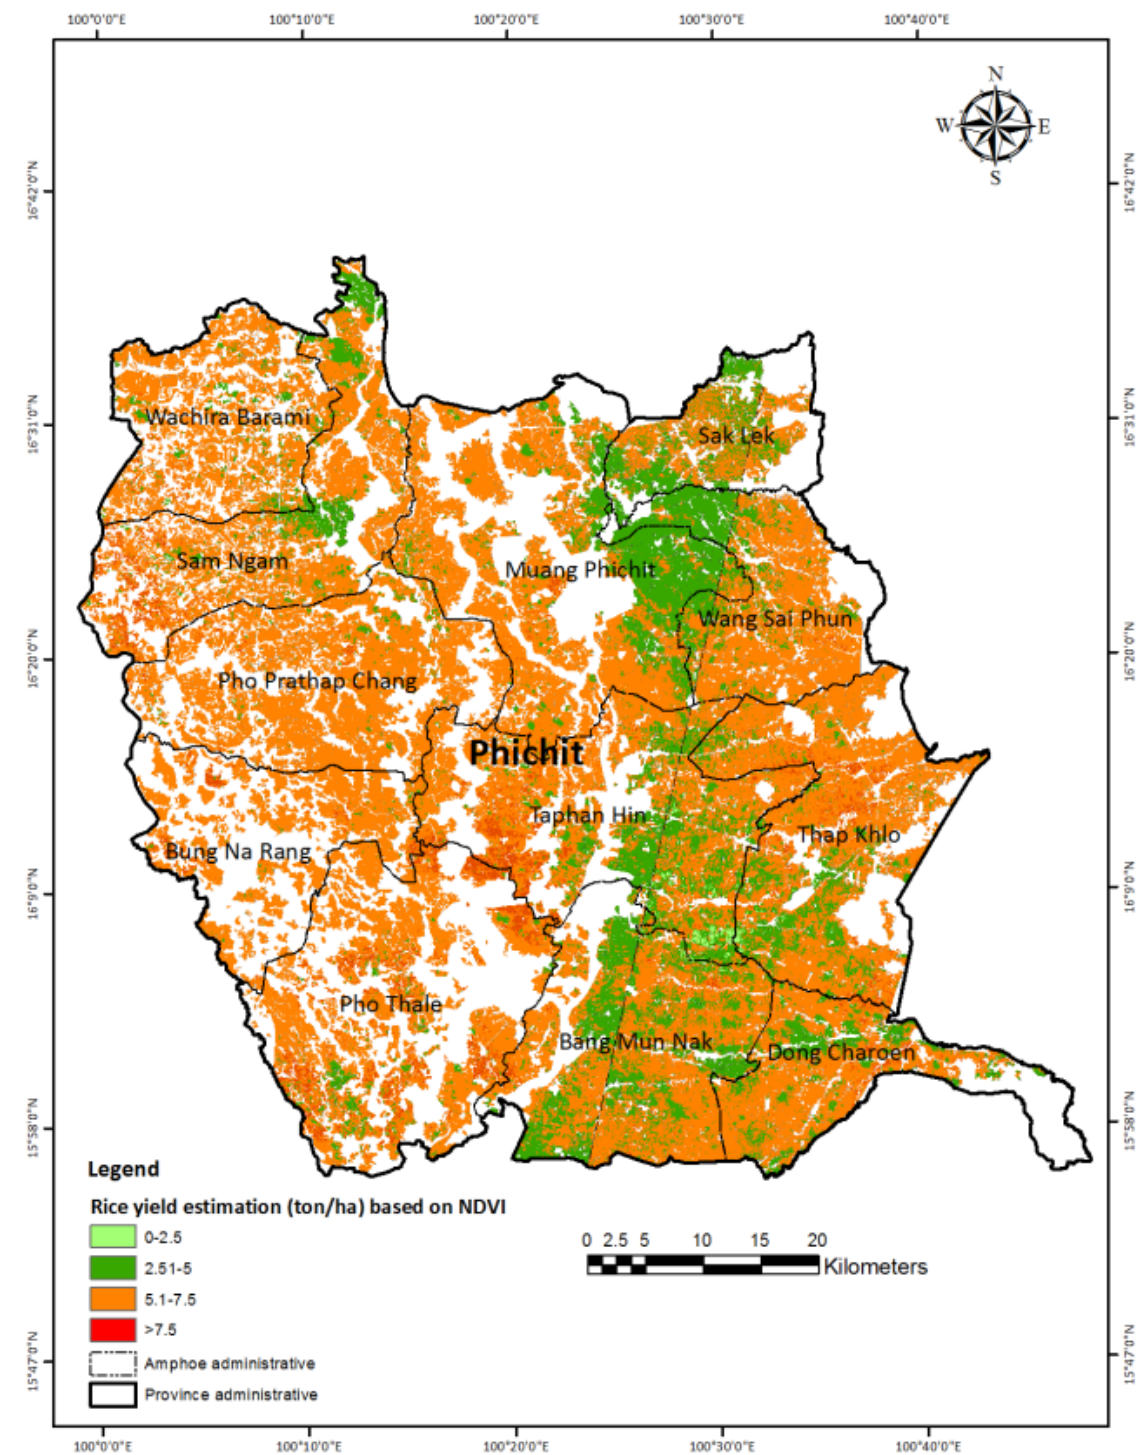 100°0'0"E 100°10'0"E 100°20'0"E 100°30'0"E 100°40'0"E
N
W E
S
16°42'0"N 16°42'0"N
16°31'0"N 16°31'0"N
16°20'0"N 16°20'0"N
16°9'0"N 16°9'0"N
15°58'0"N 15°58'0"N
15°47'0"N 15°47'0"N
Wachira Barami
Sak Lek
Sam Ngam
Muang Phichit
Wang Sai Phun
Pho Prathap Chang
Phichit
Taphan Hin
Thap Khlo
Bung Na Rang
Pho Thale
Bang Mun Nak
Dong Charoen
Legend
Rice yield estimation (ton/ha) based on NDVI
0-2.5
2.51-5
5.1-7.5
>7.5
Amphoe administrative
Province administrative
0 2.5 5 10 15 20
Kilometers
100°0'0"E 100°10'0"E 100°20'0"E 100°30'0"E 100°40'0"E